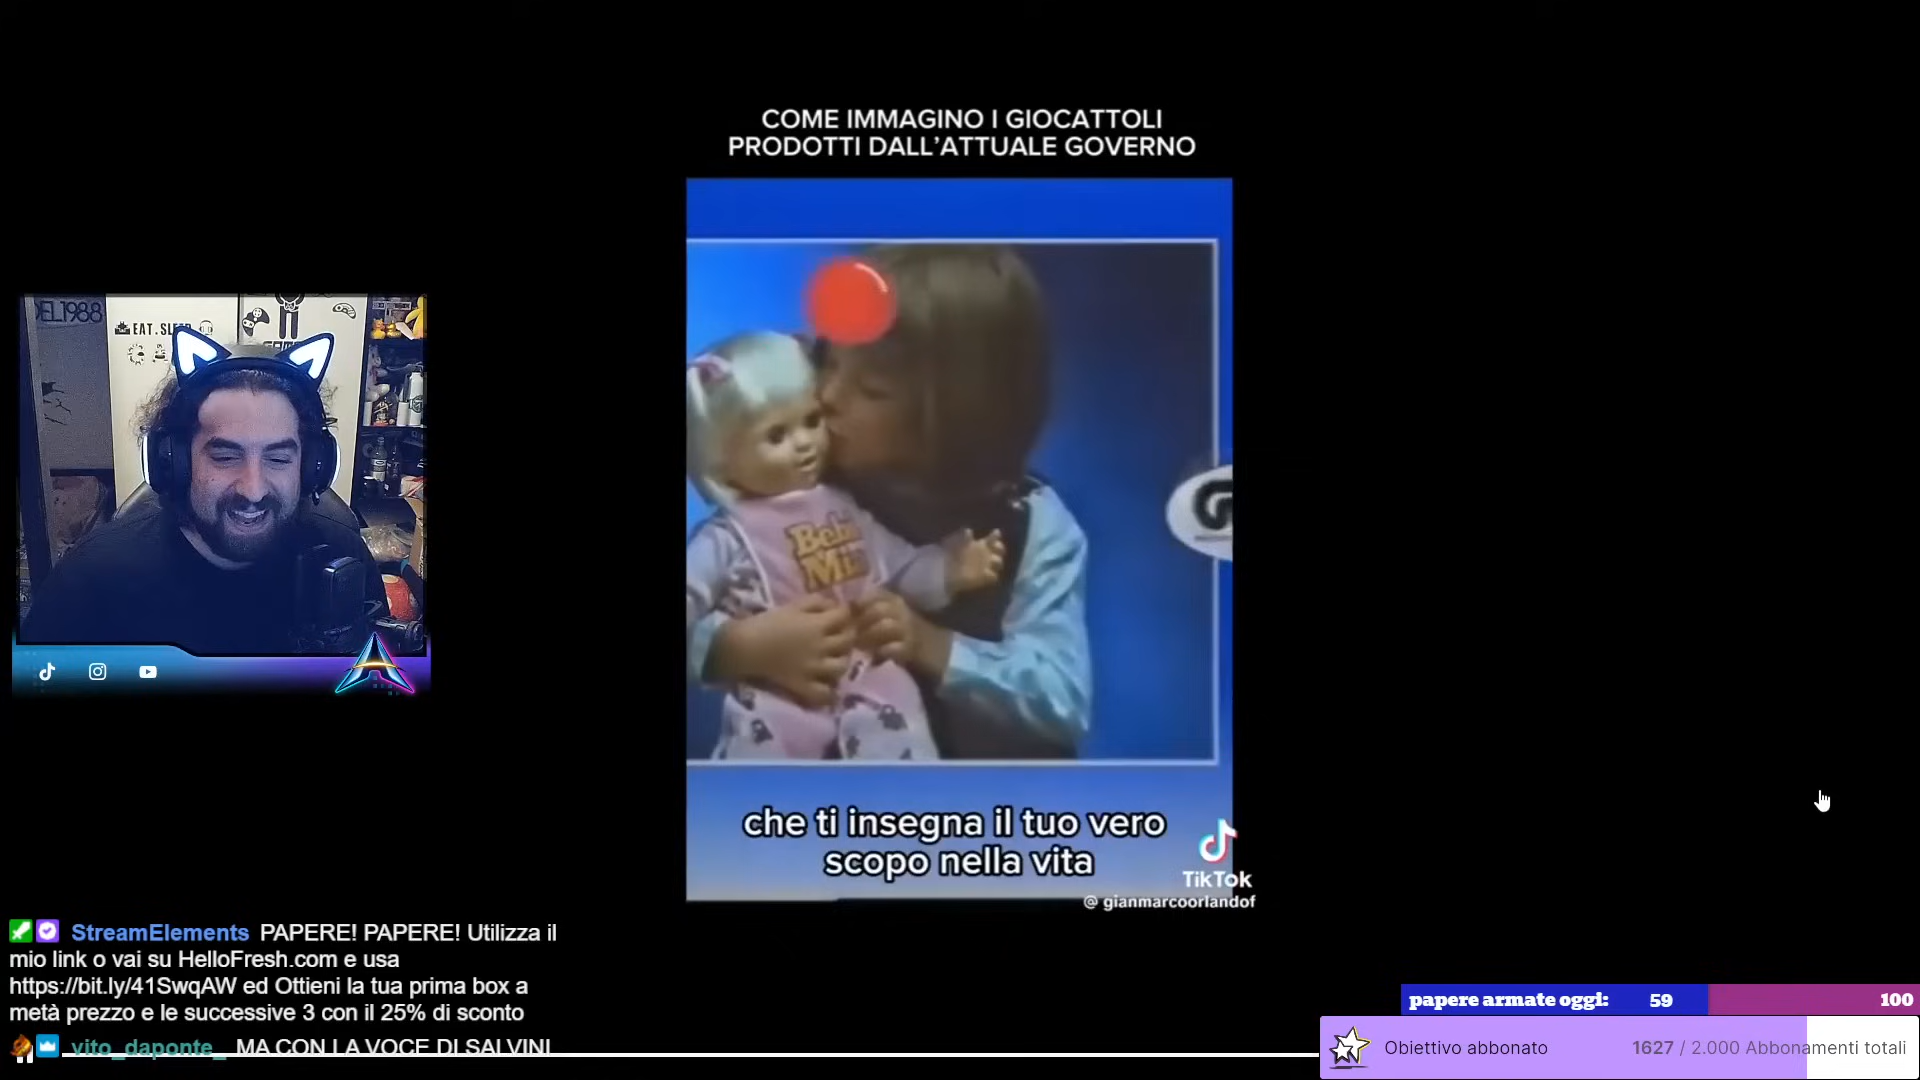 COME IMMAGINO I GIOCATTOLI
PRODOTTI DALL'ATTUALE GOVERNO
DEL1988
EAT.SLE
che ti insegna il tuo vero
scopo nella vita
TikTok
@ gianmarcoorlandof
StreamElements PAPERE! PAPERE! Utilizza il
mio link o vai su HelloFresh.com e usa
https://bit.ly/41SwqAW ed Ottieni la tua prima box a
metà prezzo e le successive 3 con il 25% di sconto
vito_daponte_ MA CON LA VOCE DI SALVINI
papere armate oggi: 59 100
Obiettivo abbonato 1627 / 2.000 Abbonamenti totali